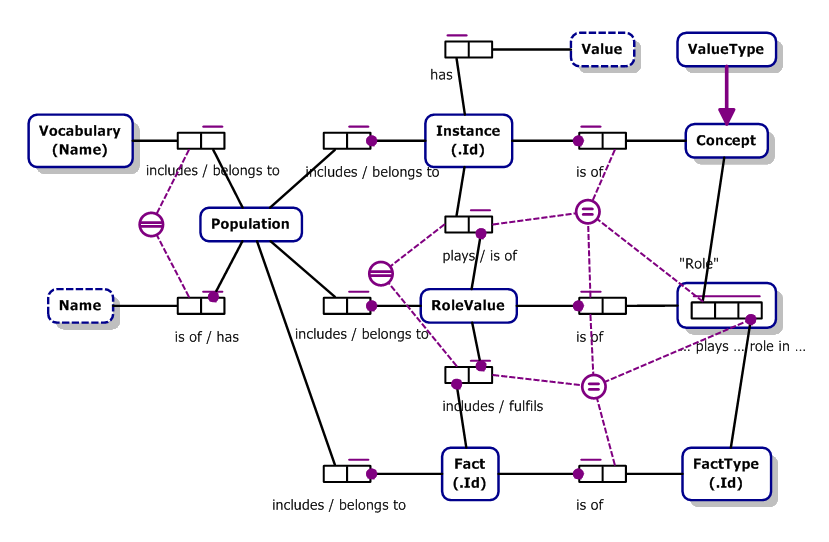 Value
ValueType
has
Vocabulary
(Name)
Instance
(.Id)
Concept
includes / belongs to
includes / belongs to
is of
Population
plays / is of
"Role"
Name
RoleValue
is of / has
includes / belongs to
is of
... plays ... role in ...
includes / fulfils
Fact
(.Id)
FactType
(.Id)
includes / belongs to
is of